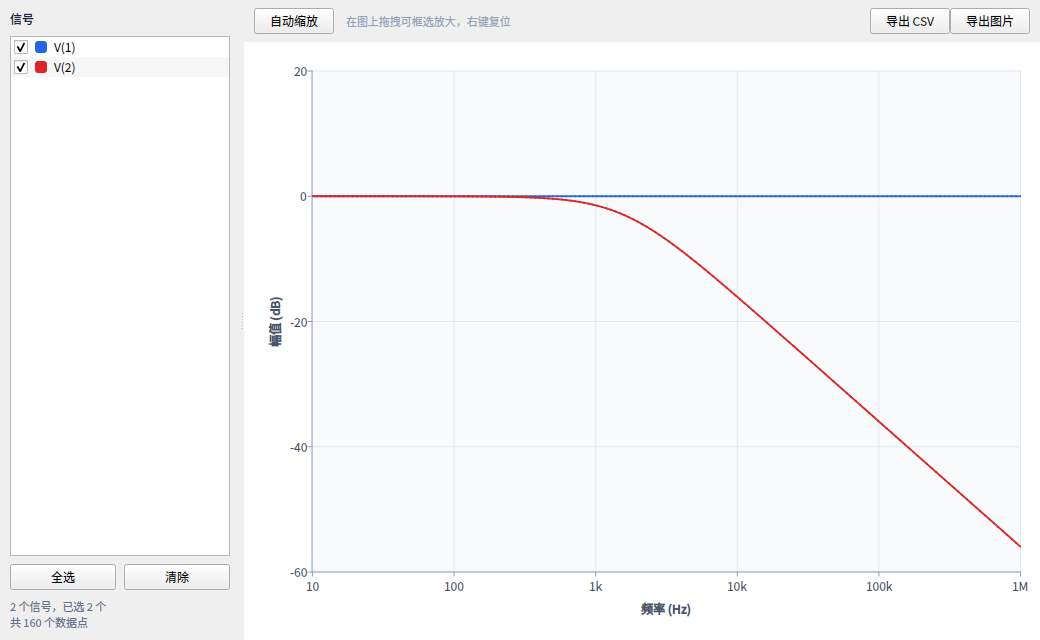 信号
V(1)
V(2)
全选 清除
2 个信号，已选 2 个
共 160 个数据点
自动缩放 在图上拖拽可框选放大，右键复位 导出 CSV 导出图片
20
0
-20
-40
-60
幅值 (dB)
10 100 1k 10k 100k 1M
频率 (Hz)